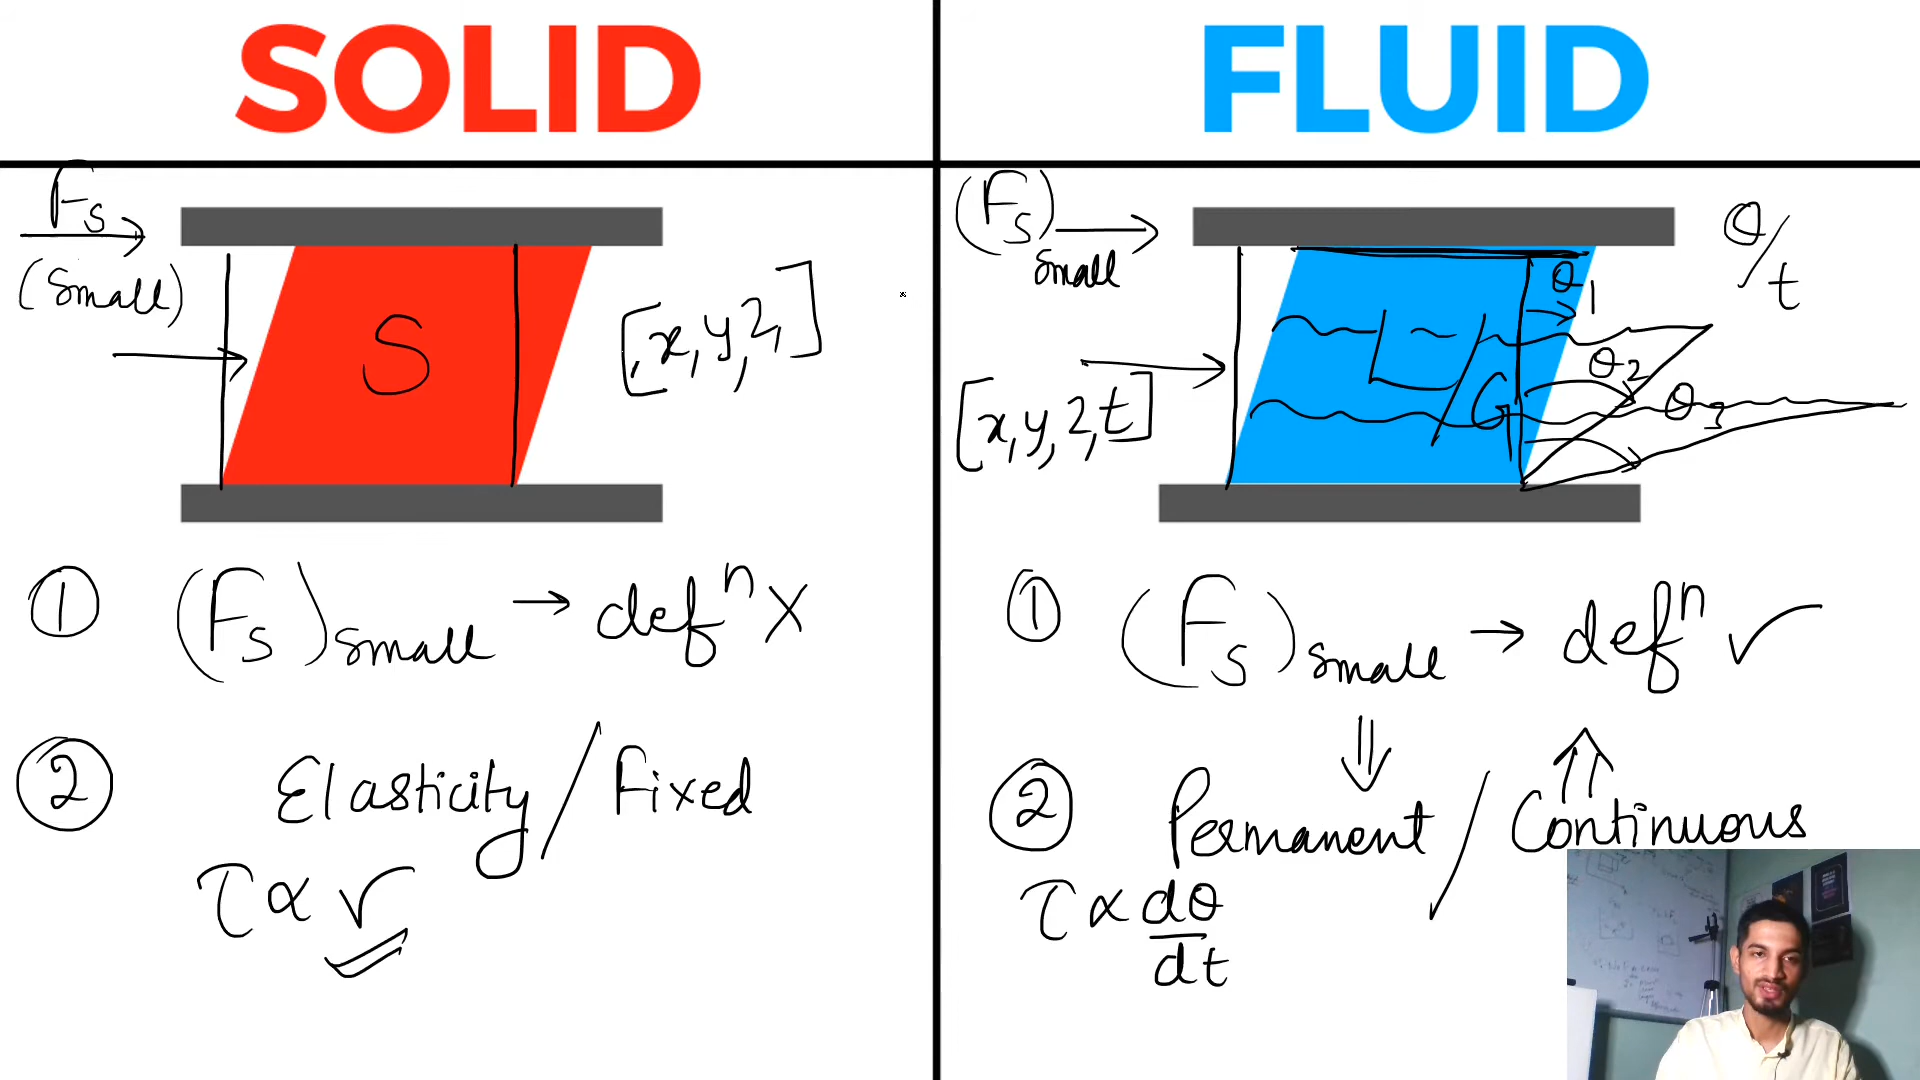 SOLID
Fs
(Small)
S
[x, y, z,]
① (Fs)small → defⁿ X
② Elasticity / Fixed
τ ∝ γ
FLUID
(Fs)small
θ/t
θ1
L/G
θ2
θ3
[x, y, z, t]
① (Fs)small → defⁿ ✓
② Permanent / Continuous
τ ∝ dθ
dt